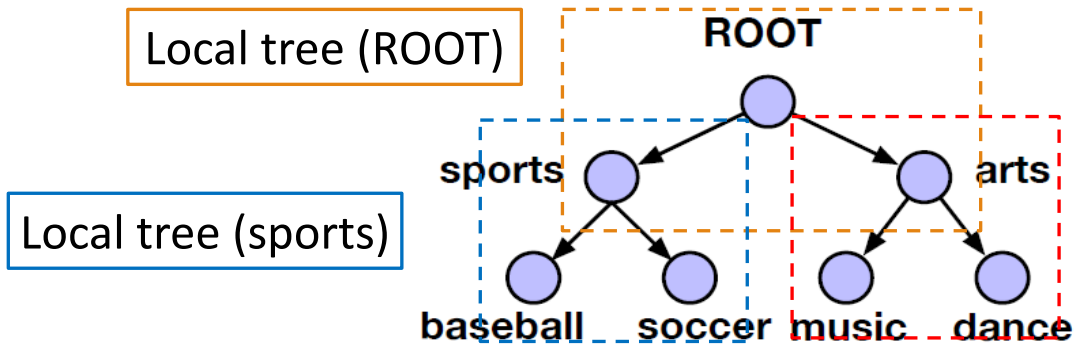 Local tree (ROOT)
ROOT
sports
arts
Local tree (sports)
baseball
soccer
music
dance